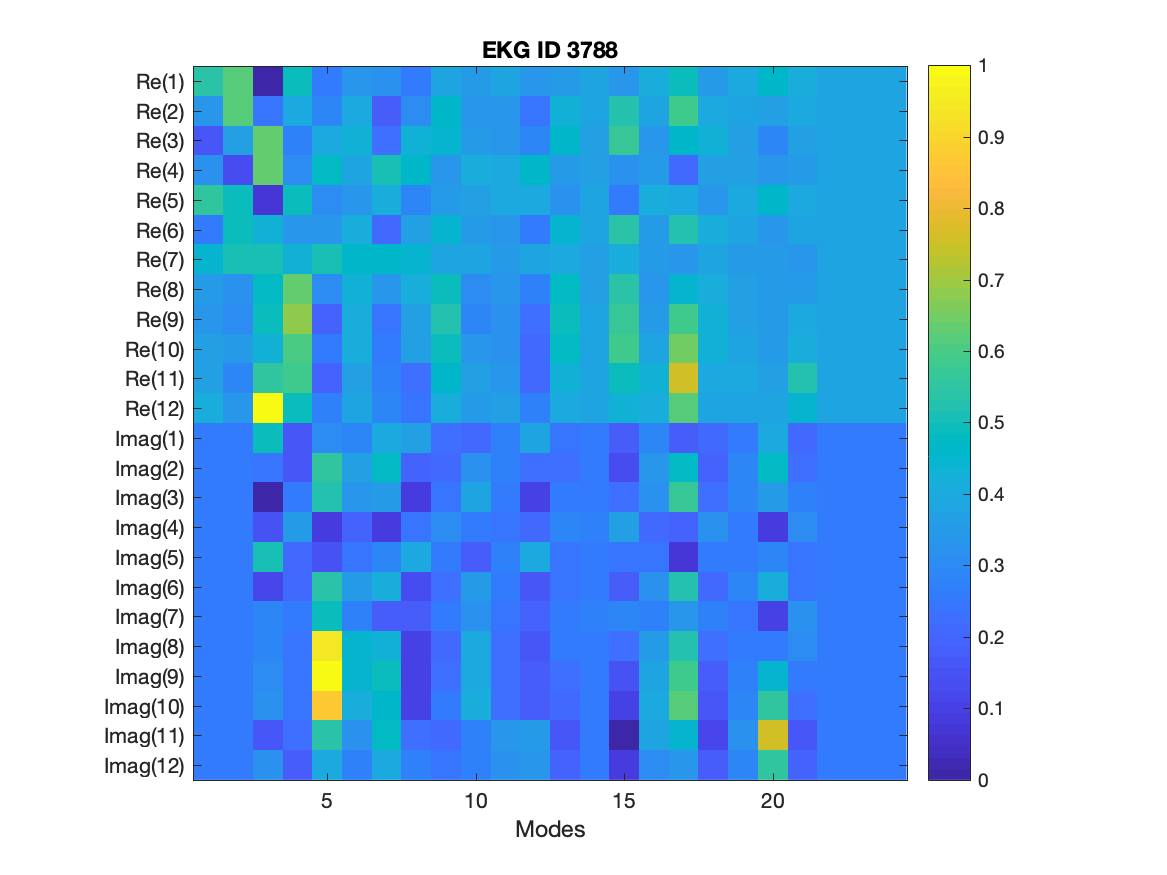 EKG ID 3788
Re(1)
Re(2)
Re(3)
Re(4)
Re(5)
Re(6)
Re(7)
Re(8)
Re(9)
Re(10)
Re(11)
Re(12)
Imag(1)
Imag(2)
Imag(3)
Imag(4)
Imag(5)
Imag(6)
Imag(7)
Imag(8)
Imag(9)
Imag(10)
Imag(11)
Imag(12)
5 10 15 20
Modes
1
0.9
0.8
0.7
0.6
0.5
0.4
0.3
0.2
0.1
0